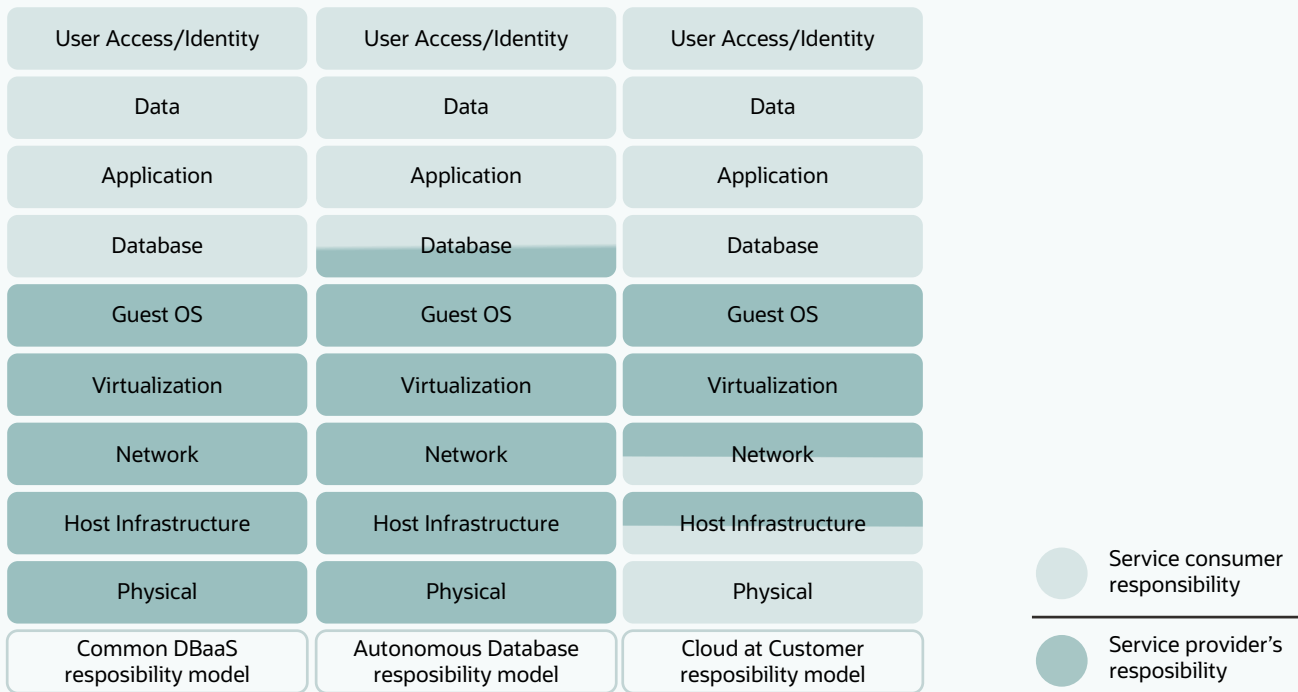 User Access/Identity
User Access/Identity
User Access/Identity
Data
Data
Data
Application
Application
Application
Database
Database
Database
Guest OS
Guest OS
Guest OS
Virtualization
Virtualization
Virtualization
Network
Network
Network
Host Infrastructure
Host Infrastructure
Host Infrastructure
Physical
Physical
Physical
Common DBaaS
resposibility model
Autonomous Database
resposibility model
Cloud at Customer
resposibility model
Service consumer
responsibility
Service provider's
resposibility